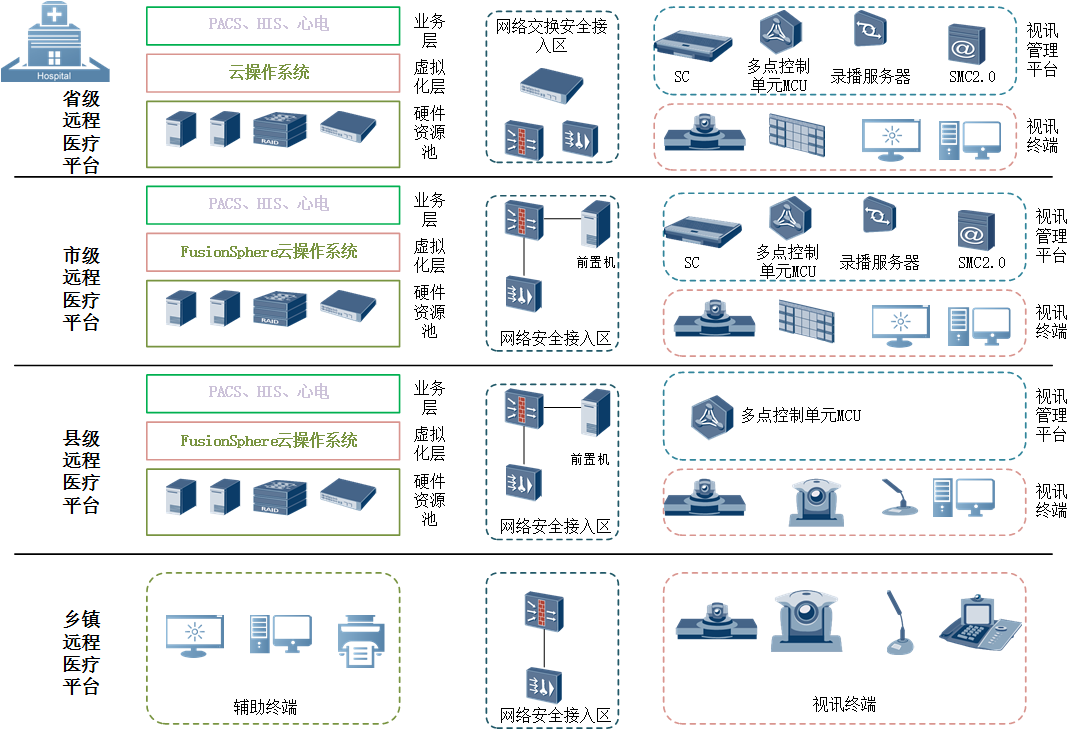 Hospital
省级
远程
医疗
平台
PACS、HIS、心电
业务
层
云操作系统
虚拟
化层
RAID
硬件
资源
池
网络交换安全接
入区
SC
多点控制
单元MCU
录播服务器
SMC2.0
视讯
管理
平台
视讯
终端
市级
远程
医疗
平台
PACS、HIS、心电
业务
层
FusionSphere云操作系统
虚拟
化层
RAID
硬件
资源
池
前置机
网络安全接入区
SC
多点控制
单元MCU
录播服务器
SMC2.0
视讯
管理
平台
视讯
终端
县级
远程
医疗
平台
PACS、HIS、心电
业务
层
FusionSphere云操作系统
虚拟
化层
RAID
硬件
资源
池
前置机
网络安全接入区
多点控制单元MCU
视讯
管理
平台
视讯
终端
乡镇
远程
医疗
平台
辅助终端
网络安全接入区
视讯终端